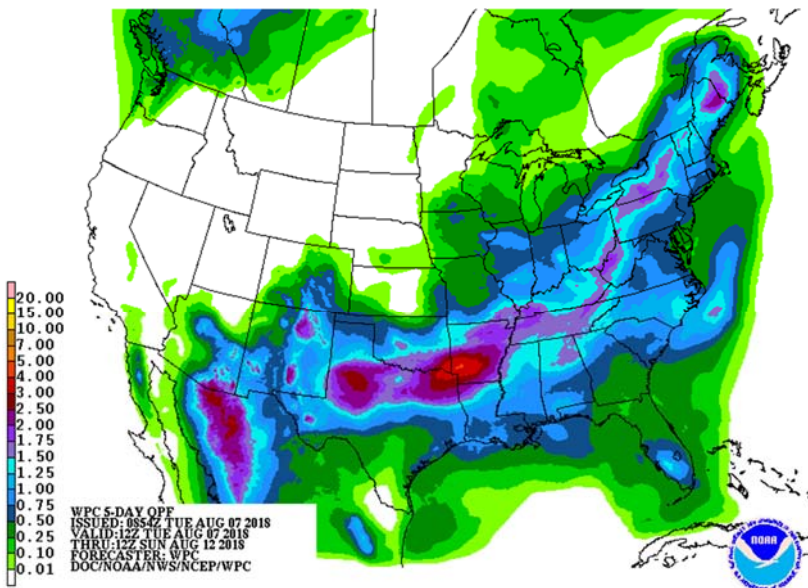 20.00
15.00
10.00
7.00
5.00
4.00
3.00
2.50
2.00
1.75
1.50
1.25
1.00
0.75
0.50
0.25
0.10
0.01
WPC 5-DAY QPF
ISSUED: 0854Z TUE AUG 07 2018
VALID: 12Z TUE AUG 07 2018
THRU: 12Z SUN AUG 12 2018
FORECASTER: WPC
DOC/NOAA/NWS/NCEP/WPC
NOAA